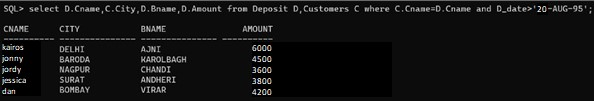 SQL> select D.Cname,C.City,D.Bname,D.Amount from Deposit D,Customers C where C.Cname=D.Cname and D_date>'20-AUG-95';
CNAME CITY BNAME AMOUNT
---------- ---------- ---------- ----------
kairos DELHI AJNI 6000
jonny BARODA KAROLBAGH 4500
jordy NAGPUR CHANDI 3600
jessica SURAT ANDHERI 3800
dan BOMBAY VIRAR 4200